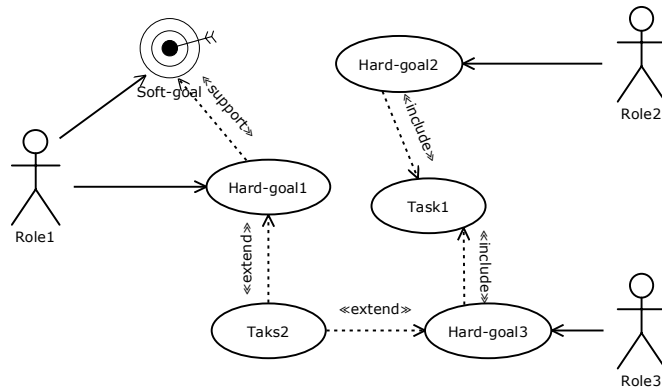 Hard-goal2
Soft-goal
«support»
«include»
Role2
Hard-goal1
Task1
Role1
«extend»
«include»
«extend»
Taks2
Hard-goal3
Role3